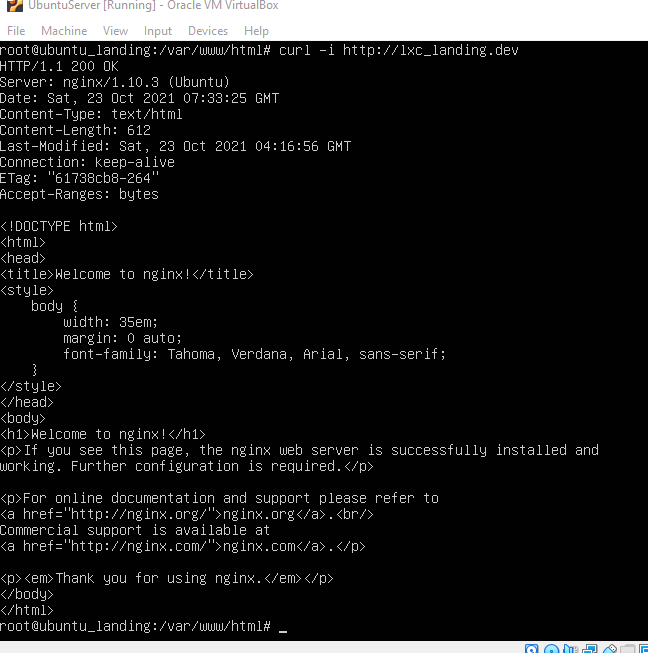 UbuntuServer [Running] - Oracle VM VirtualBox
File Machine View Input Devices Help
root@ubuntu_landing:/var/www/html# curl -i http://lxc_landing.dev
HTTP/1.1 200 OK
Server: nginx/1.10.3 (Ubuntu)
Date: Sat, 23 Oct 2021 07:33:25 GMT
Content-Type: text/html
Content-Length: 612
Last-Modified: Sat, 23 Oct 2021 04:16:56 GMT
Connection: keep-alive
ETag: "61738cb8-264"
Accept-Ranges: bytes

<!DOCTYPE html>
<html>
<head>
<title>Welcome to nginx!</title>
<style>
    body {
        width: 35em;
        margin: 0 auto;
        font-family: Tahoma, Verdana, Arial, sans-serif;
    }
</style>
</head>
<body>
<h1>Welcome to nginx!</h1>
<p>If you see this page, the nginx web server is successfully installed and
working. Further configuration is required.</p>

<p>For online documentation and support please refer to
<a href="http://nginx.org/">nginx.org</a>.<br/>
Commercial support is available at
<a href="http://nginx.com/">nginx.com</a>.</p>

<p><em>Thank you for using nginx.</em></p>
</body>
</html>
root@ubuntu_landing:/var/www/html# _